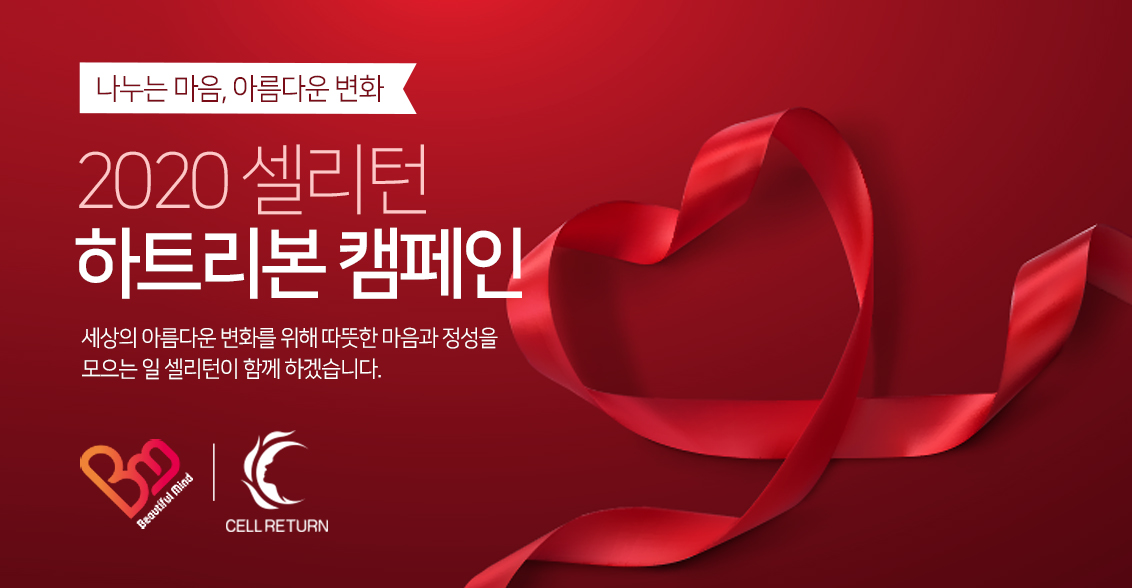 나누는 마음, 아름다운 변화
2020 셀리턴
하트리본 캠페인
세상의 아름다운 변화를 위해 따뜻한 마음과 정성을
모으는 일 셀리턴이 함께 하겠습니다.
Bm
Beautiful Mind
CELL RETURN